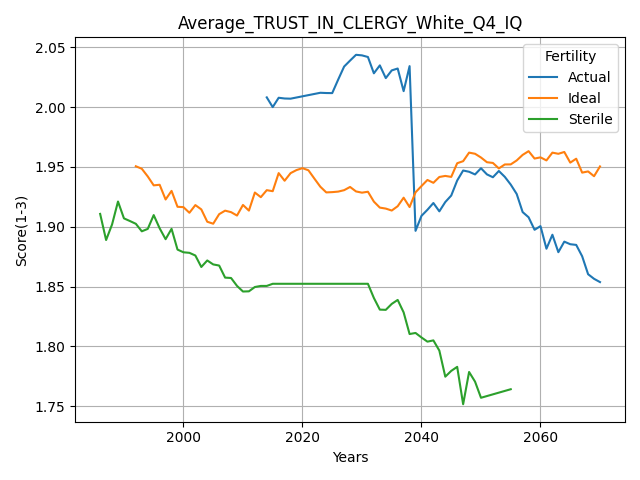 Average_TRUST_IN_CLERGY_White_Q4_IQ
Fertility
Actual
Ideal
Sterile
Score(1-3)
2.05
2.00
1.95
1.90
1.85
1.80
1.75
2000
2020
2040
2060
Years